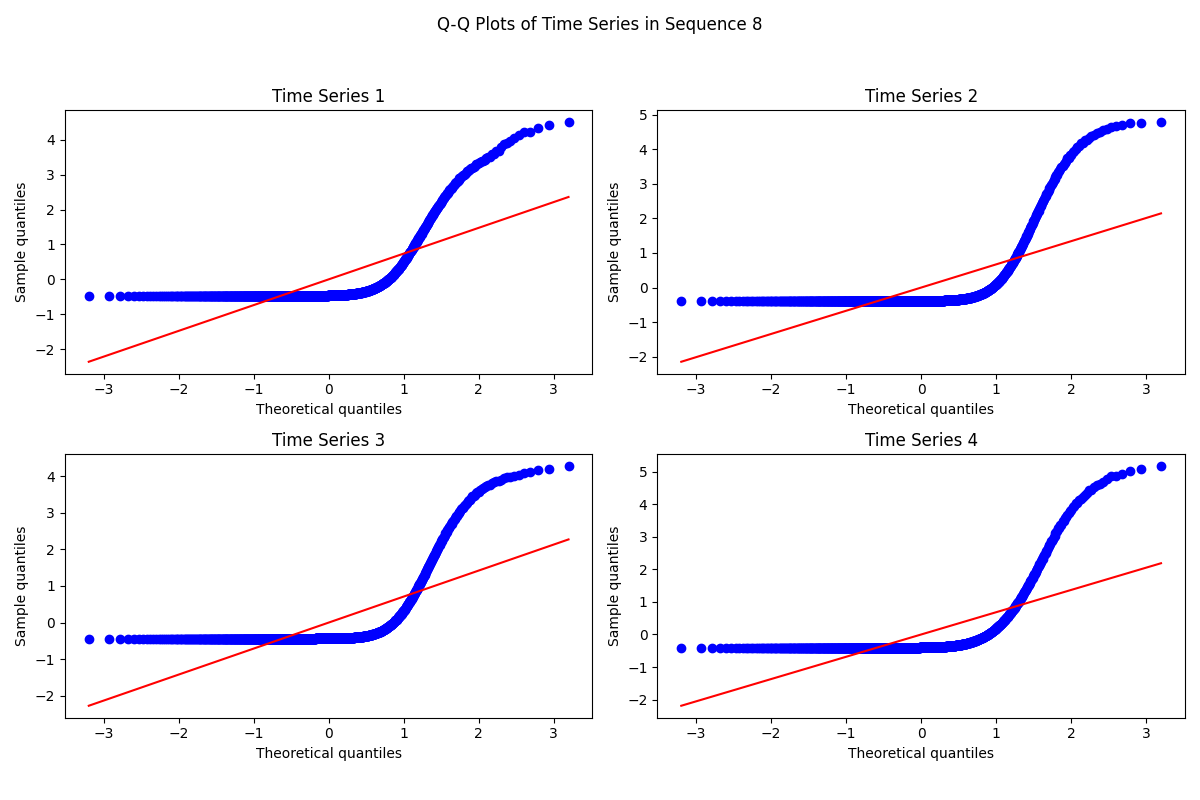 Q-Q Plots of Time Series in Sequence 8
Time Series 1
Sample quantiles
4
3
2
1
0
−1
−2
−3 −2 −1 0 1 2 3
Theoretical quantiles
Time Series 2
Sample quantiles
5
4
3
2
1
0
−1
−2
−3 −2 −1 0 1 2 3
Theoretical quantiles
Time Series 3
Sample quantiles
4
3
2
1
0
−1
−2
−3 −2 −1 0 1 2 3
Theoretical quantiles
Time Series 4
Sample quantiles
5
4
3
2
1
0
−1
−2
−3 −2 −1 0 1 2 3
Theoretical quantiles